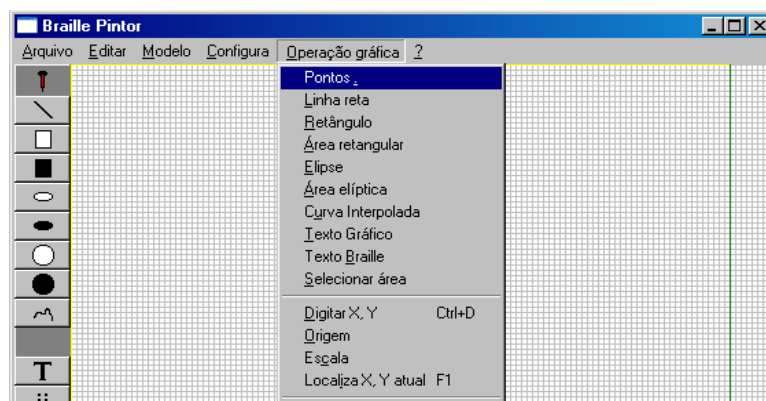 Braille Pintor
Arquivo Editar Modelo Configura Operação gráfica ?
Pontos .
Linha reta
Retângulo
Área retangular
Elipse
Área elíptica
Curva Interpolada
Texto Gráfico
Texto Braille
Selecionar área
Digitar X, Y Ctrl+D
Origem
Escala
Localiza X, Y atual F1
T